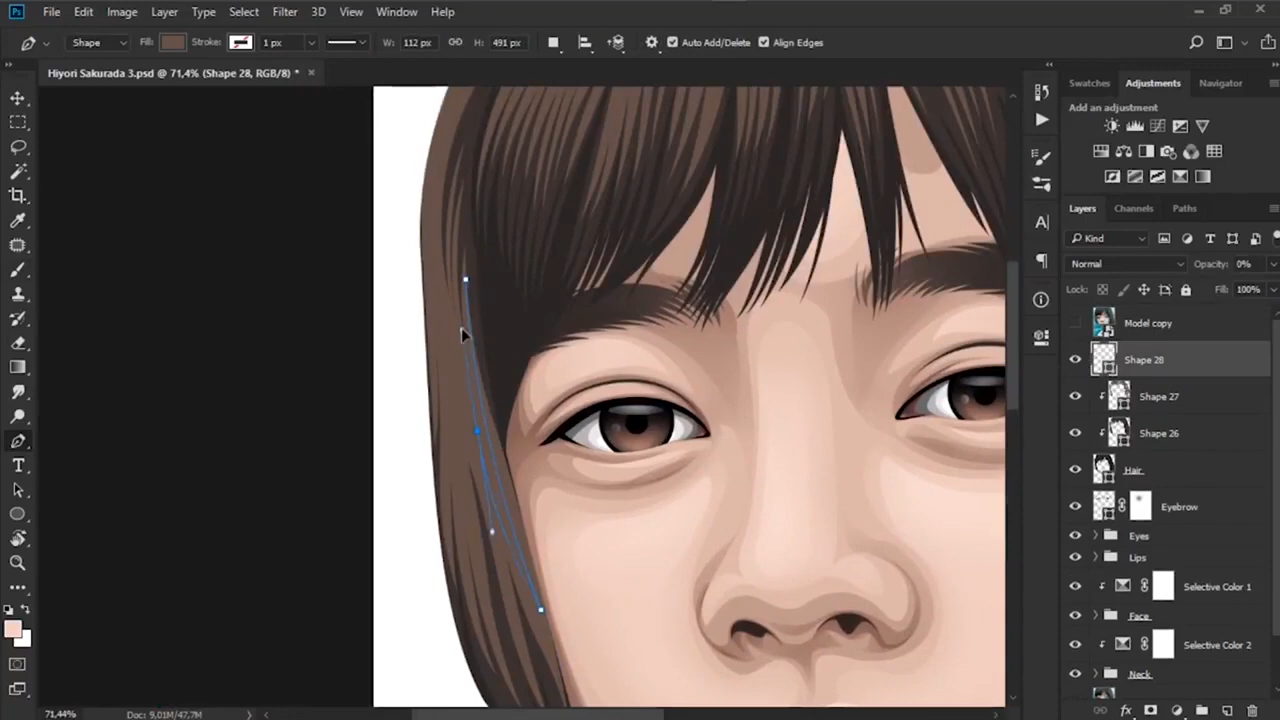 Ps File Edit Image Layer Type Select Filter 3D View Window Help
Shape Fill: Stroke: 1 px W: 112 px H: 491 px Auto Add/Delete Align Edges
Hiyori Sakurada 3.psd @ 71,4% (Shape 28, RGB/8) *
Swatches Adjustments Navigator
Add an adjustment
Layers Channels Paths
Kind
Normal Opacity: 0%
Lock: Fill: 100%
Model copy
Shape 28
Shape 27
Shape 26
Hair
Eyebrow
Eyes
Lips
Selective Color 1
Face
Selective Color 2
Neck
71,44% Doc: 9,01M/47,7M